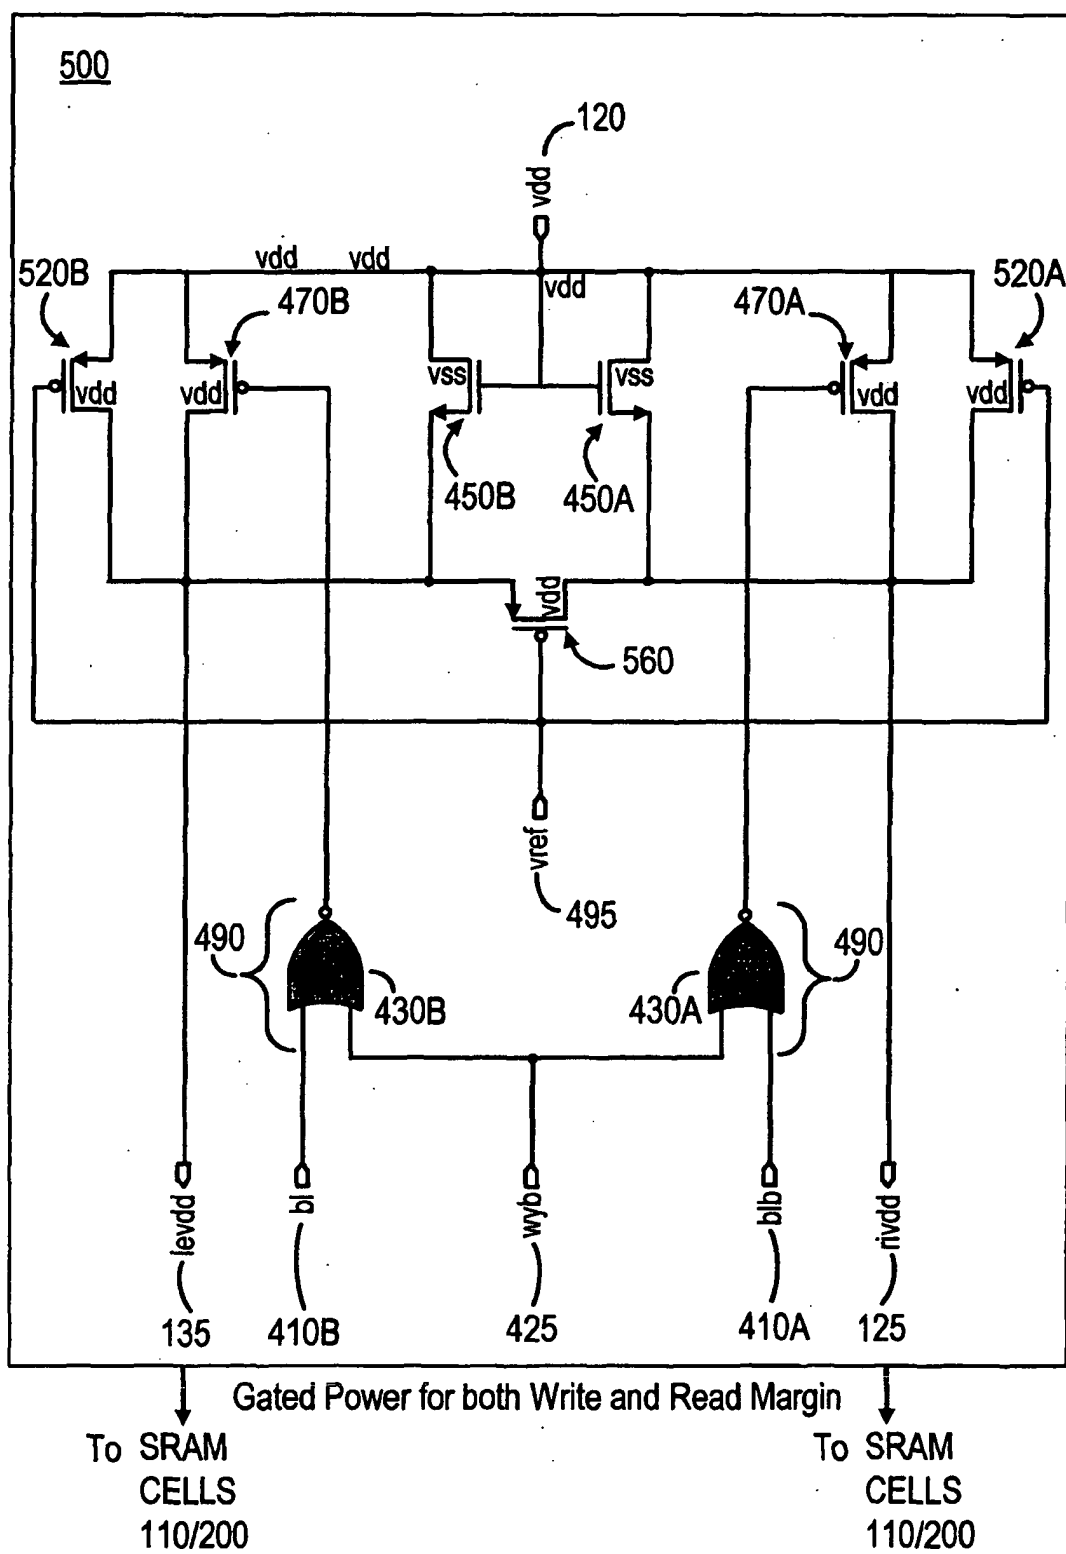 500
120
vdd
vdd
vdd
vdd
520B
470B
470A
520A
vdd
vdd
vss
vss
vdd
vdd
450B
450A
vdd
560
vref
495
490
430B
430A
490
levdd
bl
wyb
blb
rivdd
135
410B
425
410A
125
Gated Power for both Write and Read Margin
To SRAM
CELLS
110/200
To SRAM
CELLS
110/200